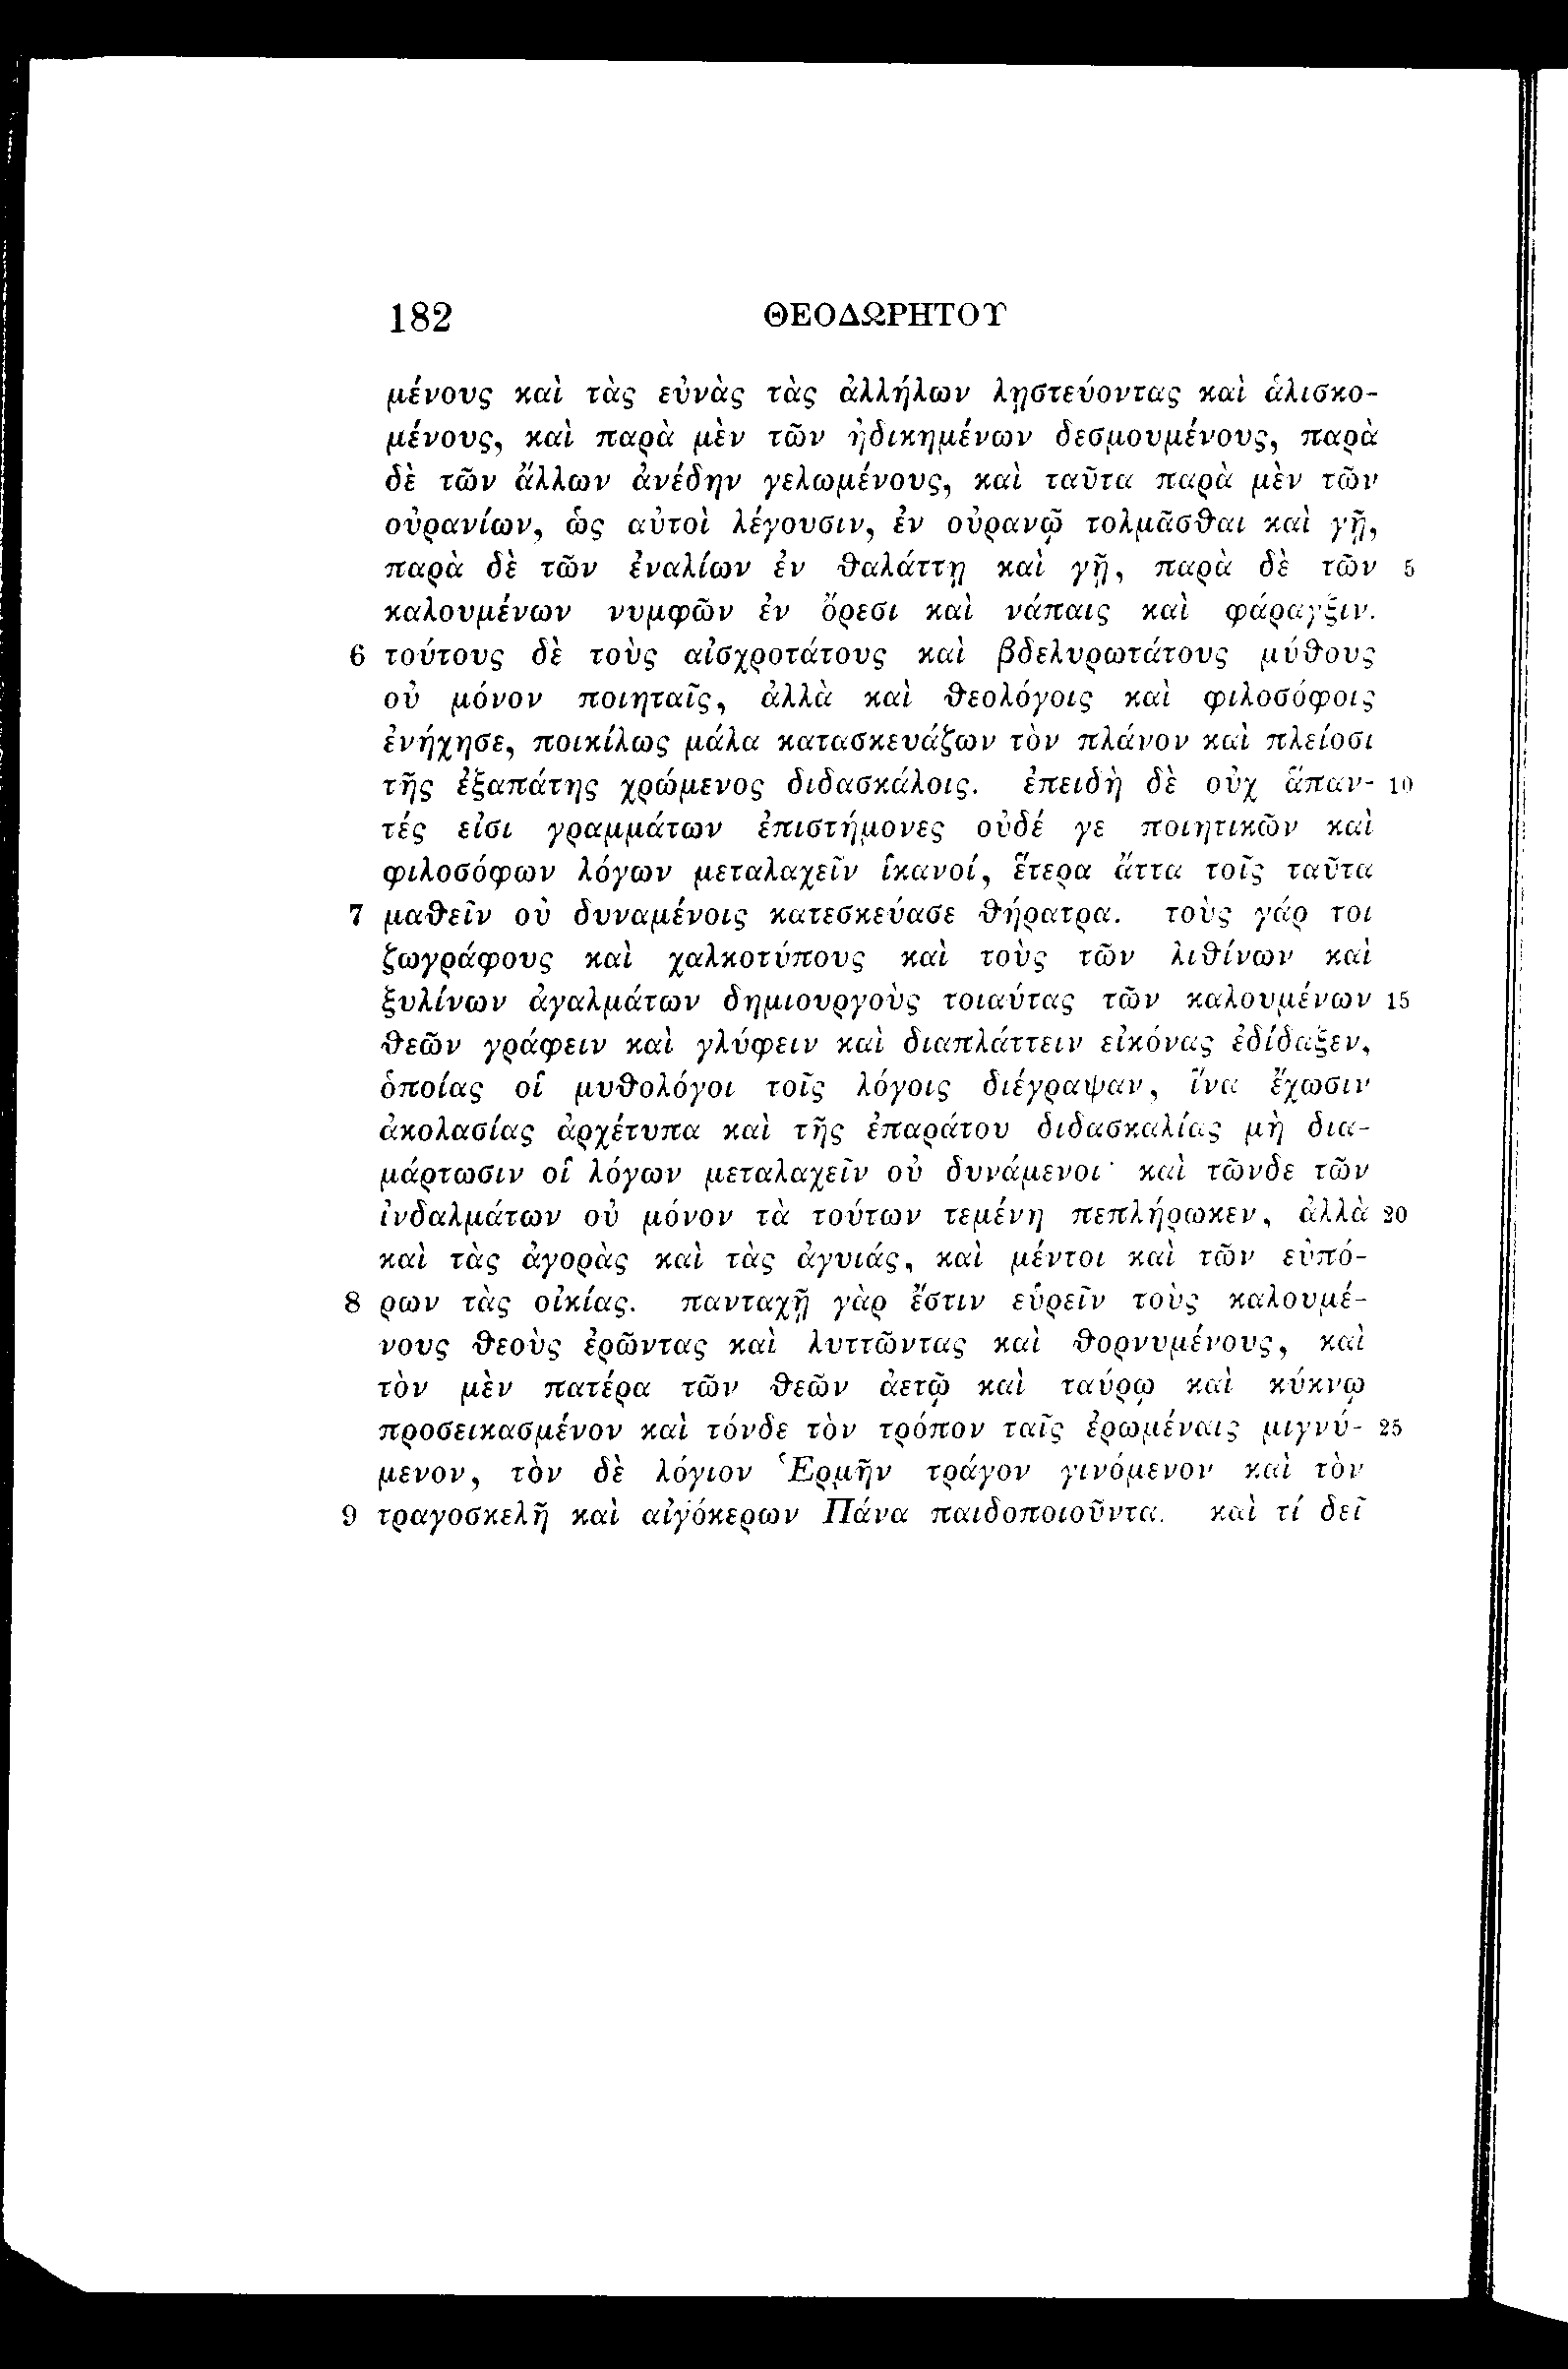 182 ΘΕΟΔΩΡΗΤΟΥ
μένους καὶ τὰς εὐνὰς τὰς ἀλλήλων λῃστεύοντας καὶ ἁλισκο-
μένους, καὶ παρὰ μὲν τῶν ἠδικημένων δεσμουμένους, παρὰ
δὲ τῶν ἄλλων ἀνέδην γελωμένους, καὶ ταῦτα παρὰ μὲν τῶν
οὐρανίων, ὡς αὐτοὶ λέγουσιν, ἐν οὐρανῷ τολμᾶσθαι καὶ γῇ,
παρὰ δὲ τῶν ἐναλίων ἐν θαλάττῃ καὶ γῇ, παρὰ δὲ τῶν 5
καλουμένων νυμφῶν ἐν ὄρεσι καὶ νάπαις καὶ φάραγξιν.
6 τούτους δὲ τοὺς αἰσχροτάτους καὶ βδελυρωτάτους μύθους
οὐ μόνον ποιηταῖς, ἀλλὰ καὶ θεολόγοις καὶ φιλοσόφοις
ἐνήχησε, ποικίλως μάλα κατασκευάζων τὸν πλάνον καὶ πλείοσι
τῆς ἐξαπάτης χρώμενος διδασκάλοις. ἐπειδὴ δὲ οὐχ ἅπαν- 10
τές εἰσι γραμμάτων ἐπιστήμονες οὐδέ γε ποιητικῶν καὶ
φιλοσόφων λόγων μεταλαχεῖν ἱκανοί, ἕτερα ἄττα τοῖς ταῦτα
7 μαθεῖν οὐ δυναμένοις κατεσκεύασε θήρατρα. τοὺς γάρ τοι
ζωγράφους καὶ χαλκοτύπους καὶ τοὺς τῶν λιθίνων καὶ
ξυλίνων ἀγαλμάτων δημιουργοὺς τοιαύτας τῶν καλουμένων 15
θεῶν γράφειν καὶ γλύφειν καὶ διαπλάττειν εἰκόνας ἐδίδαξεν,
ὁποίας οἱ μυθολόγοι τοῖς λόγοις διέγραψαν, ἵνα ἔχωσιν
ἀκολασίας ἀρχέτυπα καὶ τῆς ἐπαράτου διδασκαλίας μὴ δια-
μάρτωσιν οἱ λόγων μεταλαχεῖν οὐ δυνάμενοι· καὶ τῶνδε τῶν
ἰνδαλμάτων οὐ μόνον τὰ τούτων τεμένη πεπλήρωκεν, ἀλλὰ 20
καὶ τὰς ἀγορὰς καὶ τὰς ἀγυιάς, καὶ μέντοι καὶ τῶν εὐπό-
8 ρων τὰς οἰκίας. πανταχῇ γὰρ ἔστιν εὑρεῖν τοὺς καλουμέ-
νους θεοὺς ἐρῶντας καὶ λυττῶντας καὶ θορνυμένους, καὶ
τὸν μὲν πατέρα τῶν θεῶν ἀετῷ καὶ ταύρῳ καὶ κύκνῳ
προσεικασμένον καὶ τόνδε τὸν τρόπον ταῖς ἐρωμέναις μιγνύ- 25
μενον, τὸν δὲ λόγιον Ἑρμῆν τράγον γινόμενον καὶ τὸν
9 τραγοσκελῆ καὶ αἰγόκερων Πάνα παιδοποιοῦντα. καὶ τί δεῖ